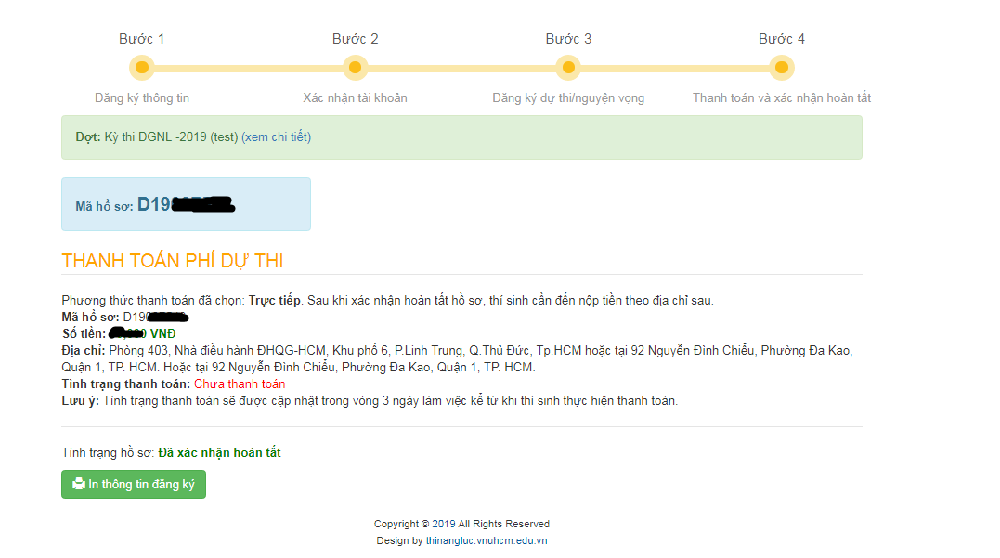 Bước 1 Bước 2 Bước 3 Bước 4
Đăng ký thông tin Xác nhận tài khoản Đăng ký dự thi/nguyện vọng Thanh toán và xác nhận hoàn tất
Đợt: Kỳ thi DGNL -2019 (test) (xem chi tiết)
Mã hồ sơ: D19
THANH TOÁN PHÍ DỰ THI
Phương thức thanh toán đã chọn: Trực tiếp. Sau khi xác nhận hoàn tất hồ sơ, thí sinh cần đến nộp tiền theo địa chỉ sau.
Mã hồ sơ: D19
Số tiền: VNĐ
Địa chỉ: Phòng 403, Nhà điều hành ĐHQG-HCM, Khu phố 6, P.Linh Trung, Q.Thủ Đức, Tp.HCM hoặc tại 92 Nguyễn Đình Chiểu, Phường Đa Kao,
Quận 1, TP. HCM. Hoặc tại 92 Nguyễn Đình Chiểu, Phường Đa Kao, Quận 1, TP. HCM.
Tình trạng thanh toán: Chưa thanh toán
Lưu ý: Tình trạng thanh toán sẽ được cập nhật trong vòng 3 ngày làm việc kể từ khi thí sinh thực hiện thanh toán.
Tình trạng hồ sơ: Đã xác nhận hoàn tất
In thông tin đăng ký
Copyright © 2019 All Rights Reserved
Design by thinangluc.vnuhcm.edu.vn